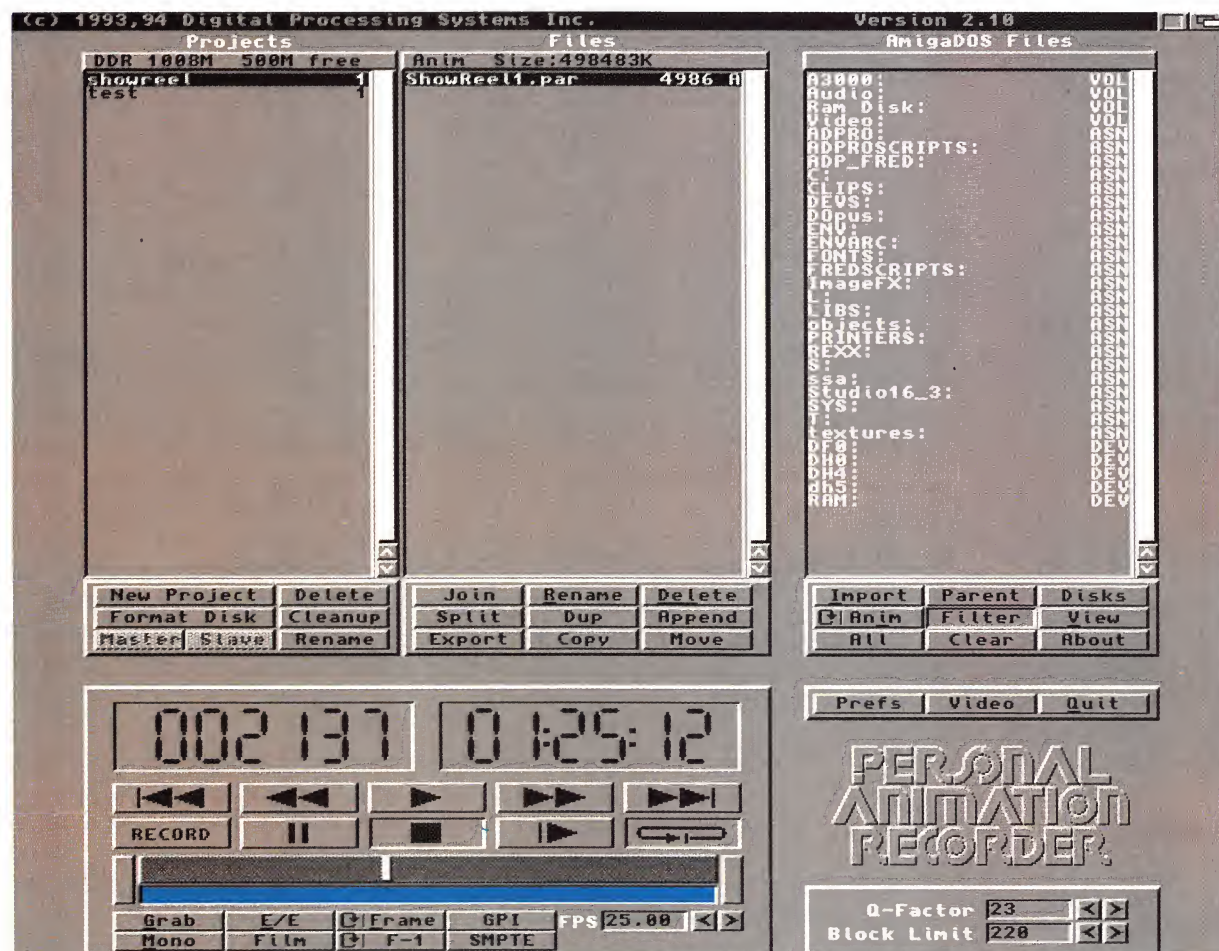 (c) 1993,94 Digital Processing Systems Inc. Version 2.10
Projects
DDR 1008M 500M free
showreel 1
test 1
New Project Delete
Format Disk Cleanup
Master Slave Rename
Files
Anim Size:498483K
ShowReel1.par 4986 A
Join Rename Delete
Split Dup Append
Export Copy Move
AmigaDOS Files
A3000: VOL
Audio: VOL
Ram Disk: VOL
Video: VOL
ADPRO: ASN
ADPROSCRIPTS: ASN
ADP_FRED: ASN
C: ASN
CLIPS: ASN
DEVS: ASN
DOpus: ASN
ENV: ASN
ENVARC: ASN
FONTS: ASN
FREDSCRIPTS: ASN
ImageFX: ASN
L: ASN
LIBS: ASN
objects: ASN
PRINTERS: ASN
REXX: ASN
S: ASN
ssa: ASN
Studio16_3: ASN
SYS: ASN
T: ASN
textures: ASN
DF0: DEV
DH0: DEV
DH4: DEV
dh5: DEV
RAM: DEV
Import Parent Disks
Anim Filter View
All Clear About
Prefs Video Quit
002137 01:25:12
RECORD
Grab E/E Frame GPI FPS 25.00
Mono Film F-1 SMPTE
PERSONAL
ANIMATION
RECORDER
Q-Factor 23
Block Limit 220